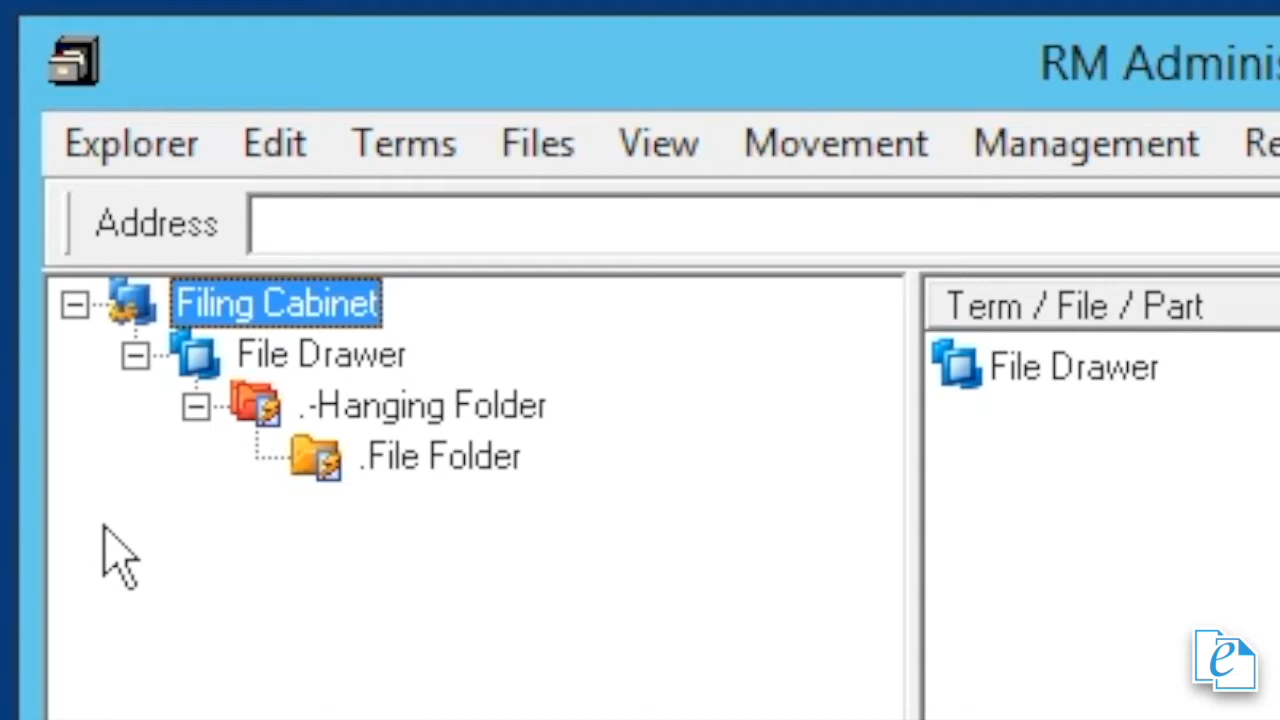 RM Adminis
Explorer Edit Terms Files View Movement Management Re
Address
Filing Cabinet
Term / File / Part
File Drawer
File Drawer
.-Hanging Folder
.File Folder
e